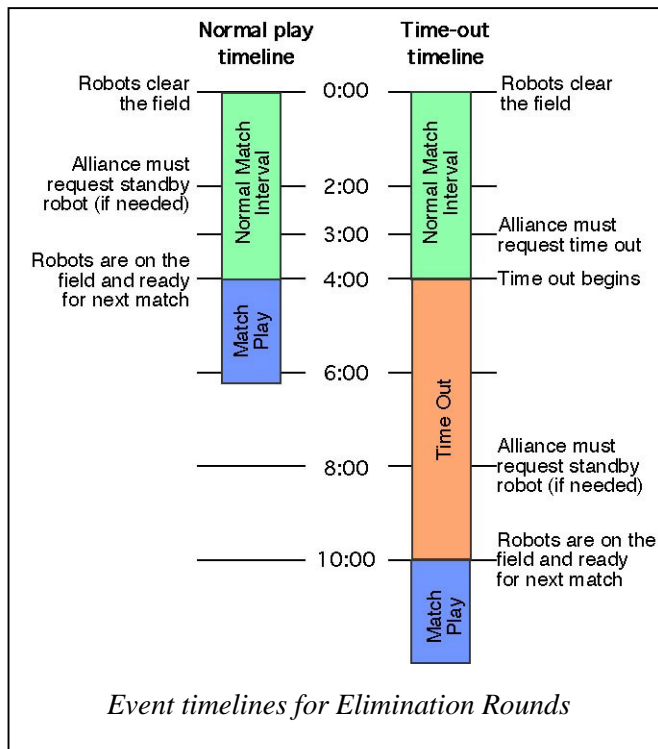 Normal play
timeline
Time-out
timeline
Robots clear
the field
0:00
Robots clear
the field
Normal Match
Interval
Normal Match
Interval
Alliance must
request standby
robot (if needed)
2:00
3:00
Alliance must
request time out
Robots are on the
field and ready
for next match
4:00
Time out begins
Match
Play
6:00
Time Out
8:00
Alliance must
request standby
robot (if needed)
10:00
Robots are on the
field and ready
for next match
Match
Play
Event timelines for Elimination Rounds